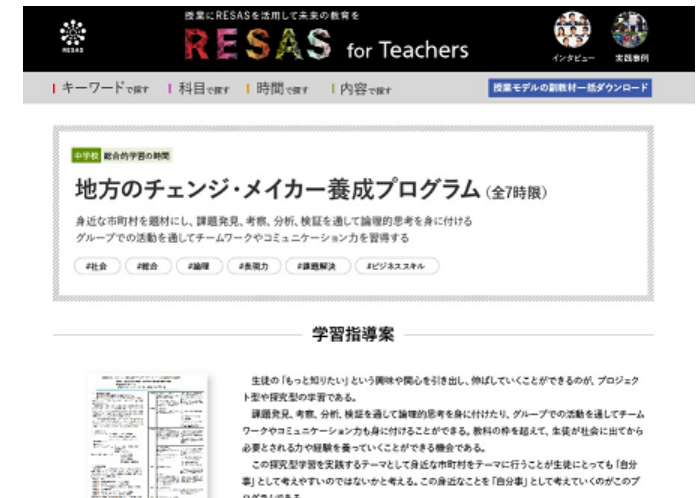 授業にRESASを活用して未来の教育を
RESAS for Teachers
RESAS
インタビュー
実践事例
キーワードで探す
科目で探す
時間で探す
内容で探す
授業モデルの副教材一括ダウンロード
中学校 総合的学習の時間
地方のチェンジ・メイカー養成プログラム(全7時限)
身近な市町村を題材にし、課題発見、考察、分析、検証を通して論理的思考を身に付ける
グループでの活動を通してチームワークやコミュニケーション力を習得する
#社会 #総合 #論理 #表現力 #課題解決 #ビジネススキル
学習指導案
生徒の「もっと知りたい」という興味や関心を引き出し、伸ばしていくことができるのが、プロジェク
ト型や探究型の学習である。
課題発見、考察、分析、検証を通して論理的思考を身に付けたり、グループでの活動を通してチーム
ワークやコミュニケーション力も身に付けることができる。教科の枠を超えて、生徒が社会に出てから
必要とされる力や経験を養っていくことができる機会である。
この探究型学習を実践するテーマとして身近な市町村をテーマに行うことが生徒にとっても「自分
事」として考えやすいのではないかと考える。この身近なことを「自分事」として考えていくのがこのプ
ログラムである。